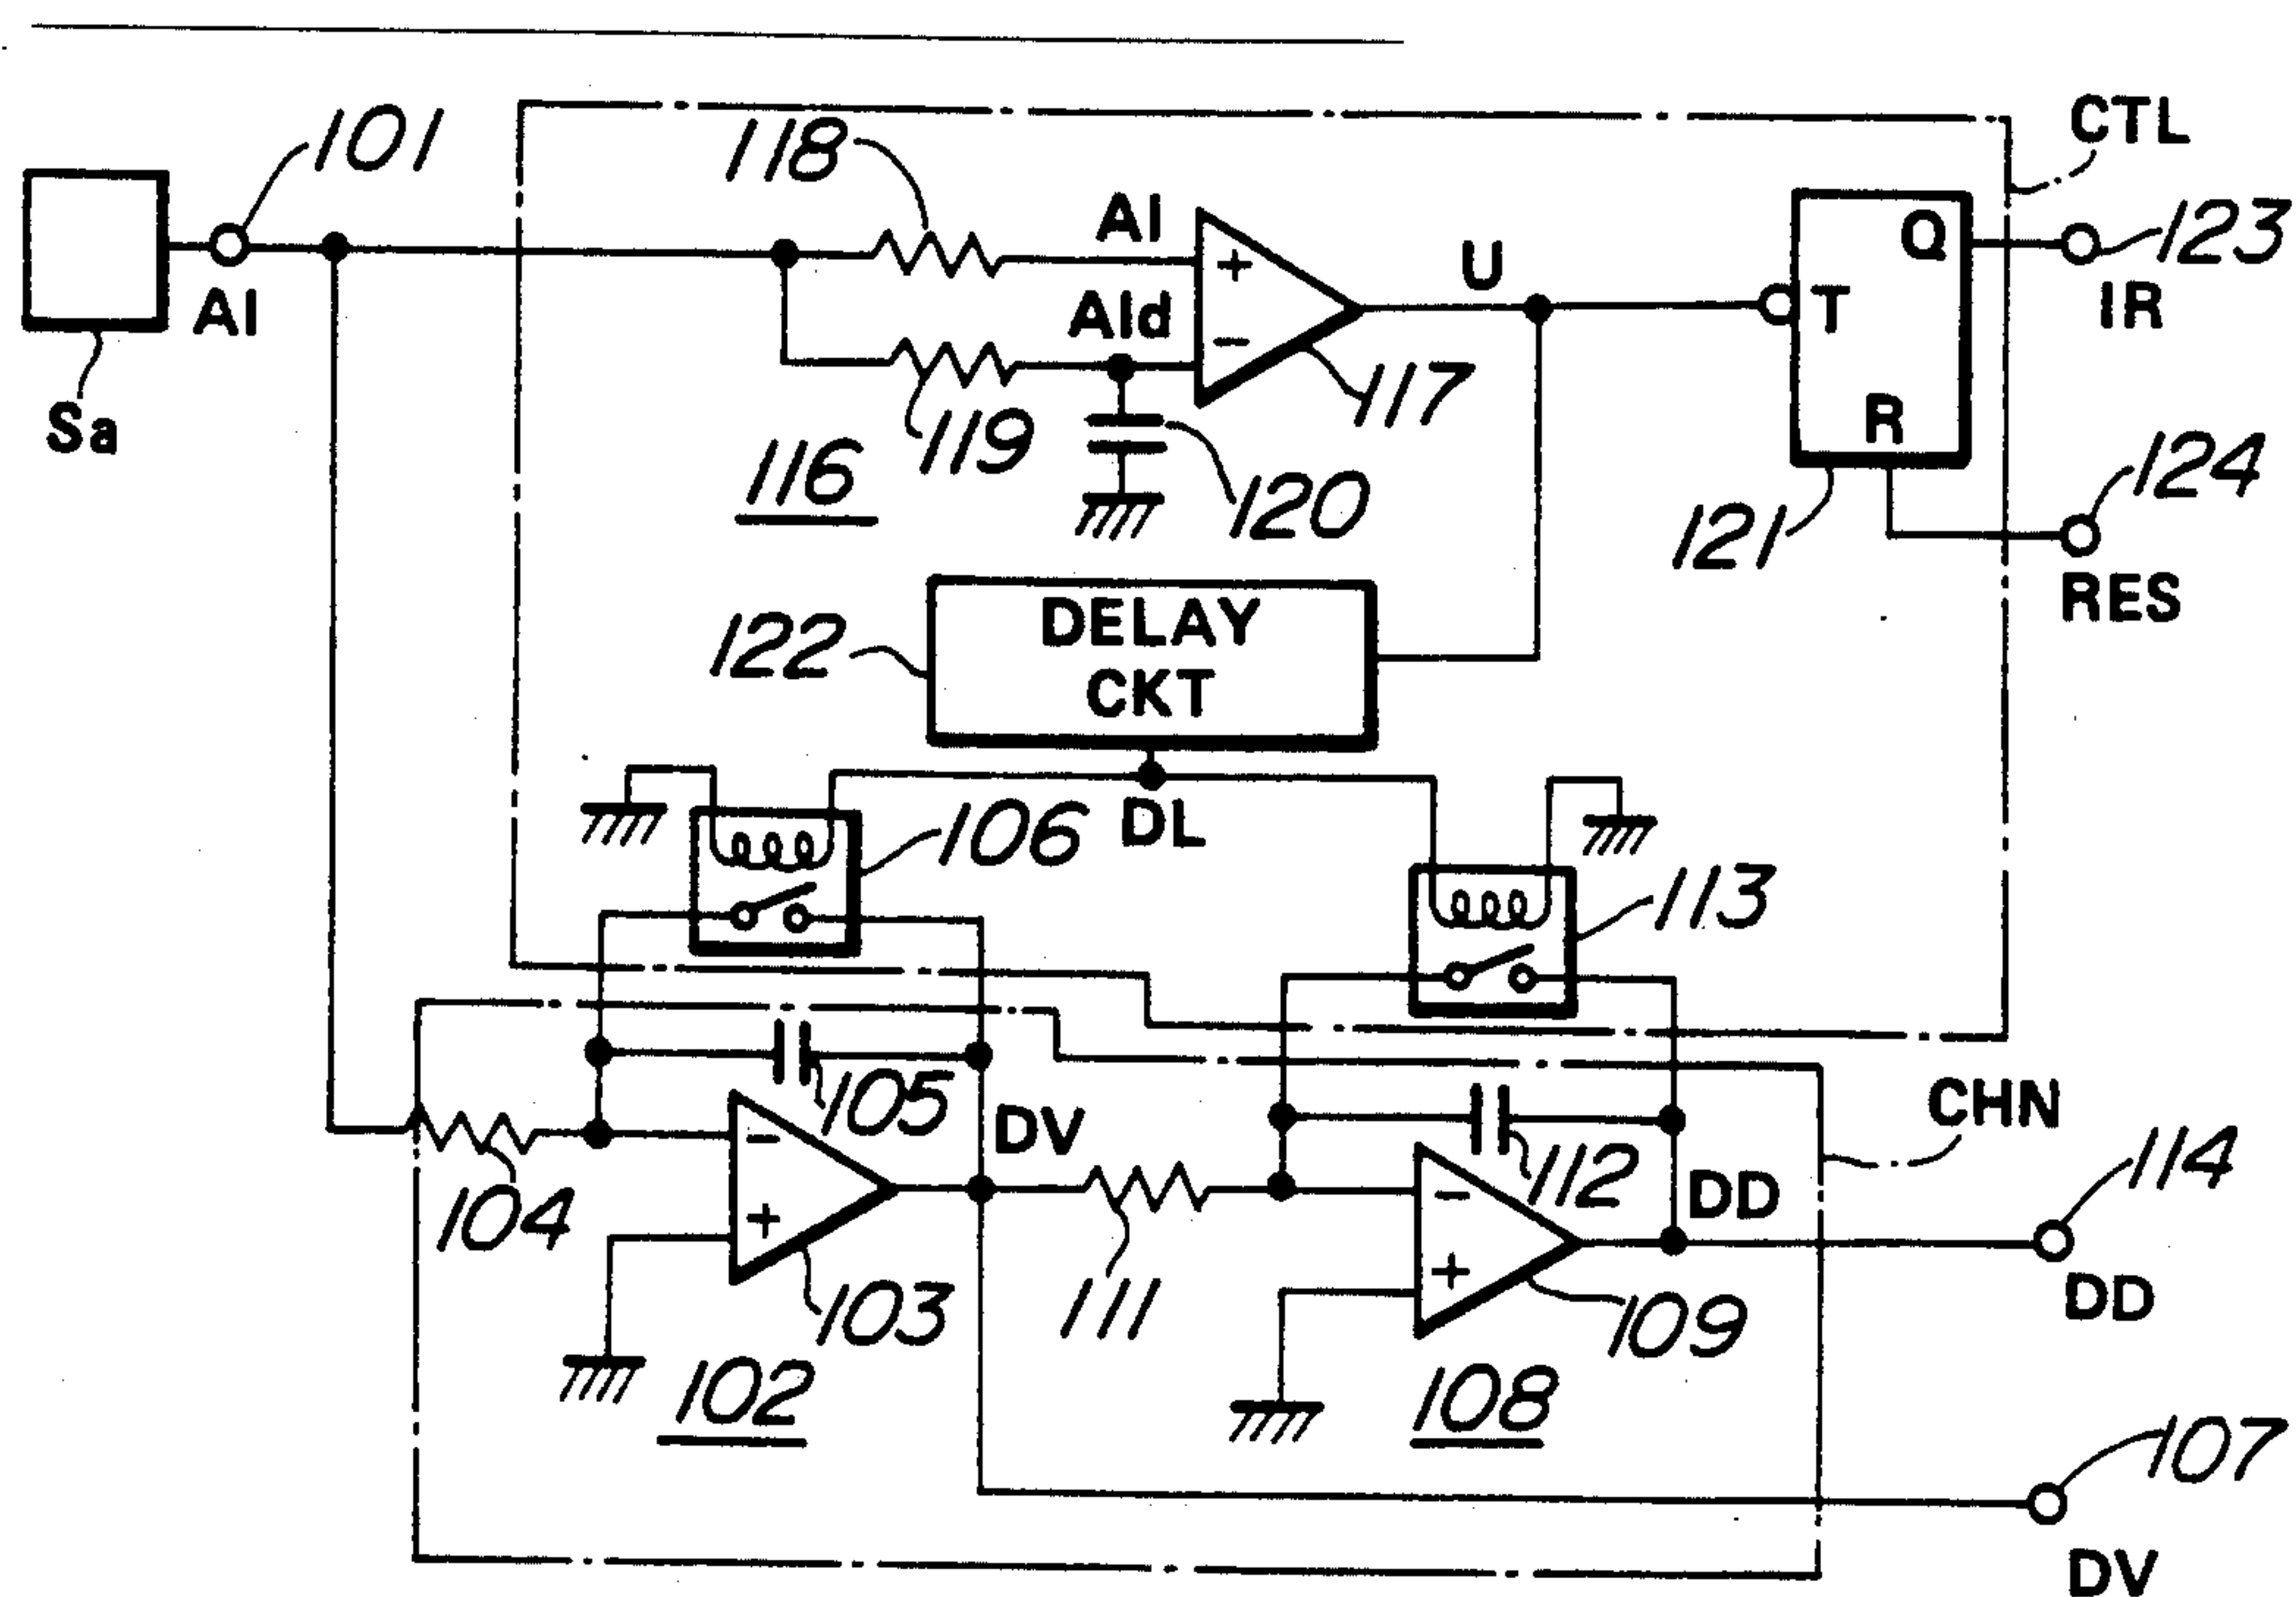 CTL
101
118
AI
Q
123
IR
U
AI
AId
+
−
T
117
R
Sa
119
116
120
124
121
RES
DELAY
CKT
122
DL
106
113
105
DV
CHN
−
+
104
112
DD
114
−
+
111
103
109
DD
102
108
107
DV